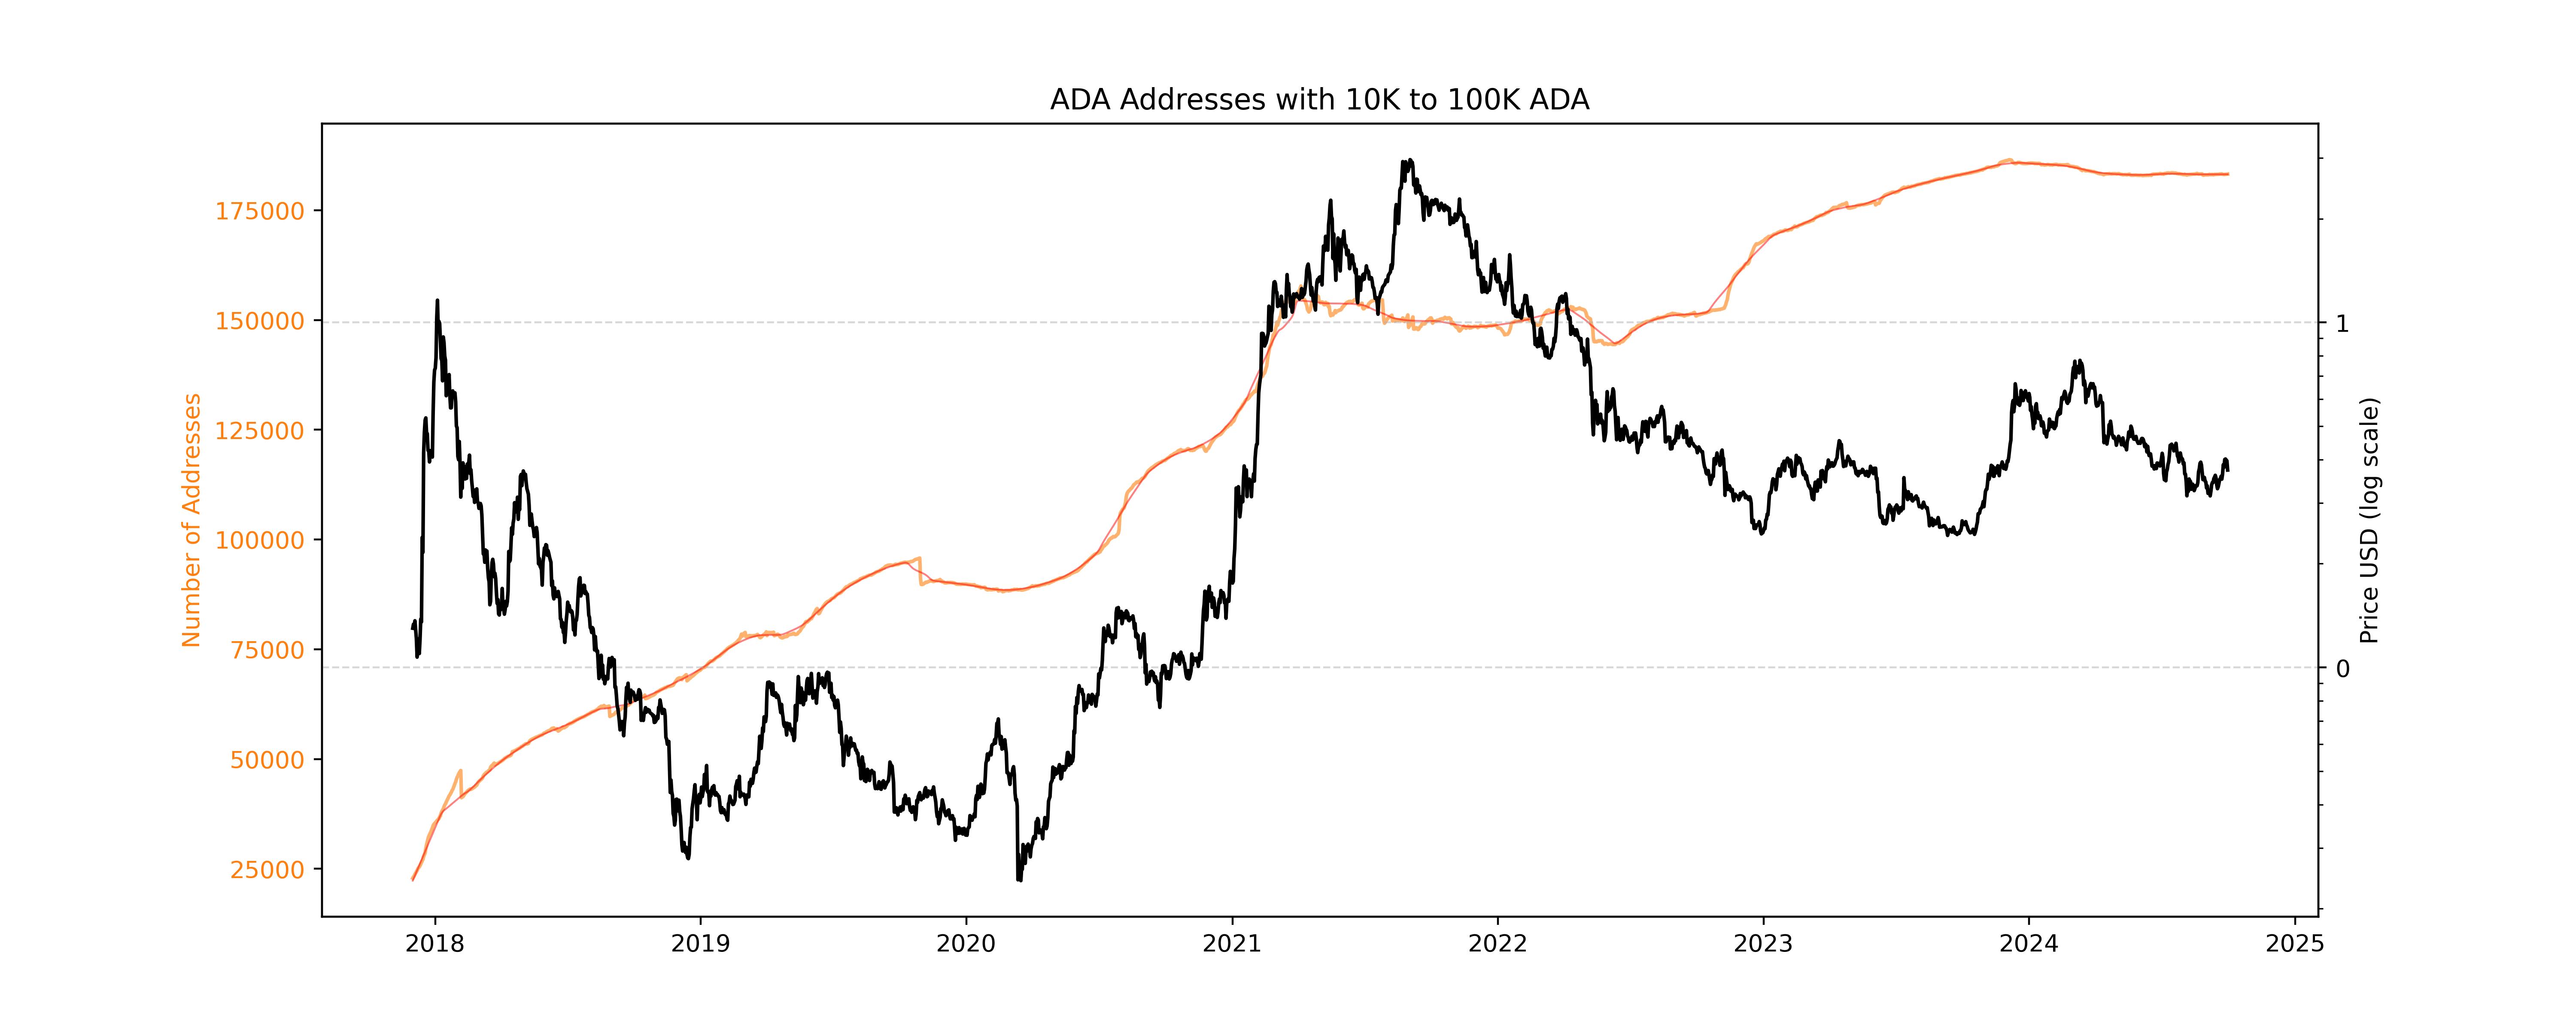 ADA Addresses with 10K to 100K ADA
Number of Addresses
175000
150000
125000
100000
75000
50000
25000
1
0
Price USD (log scale)
2018 2019 2020 2021 2022 2023 2024 2025